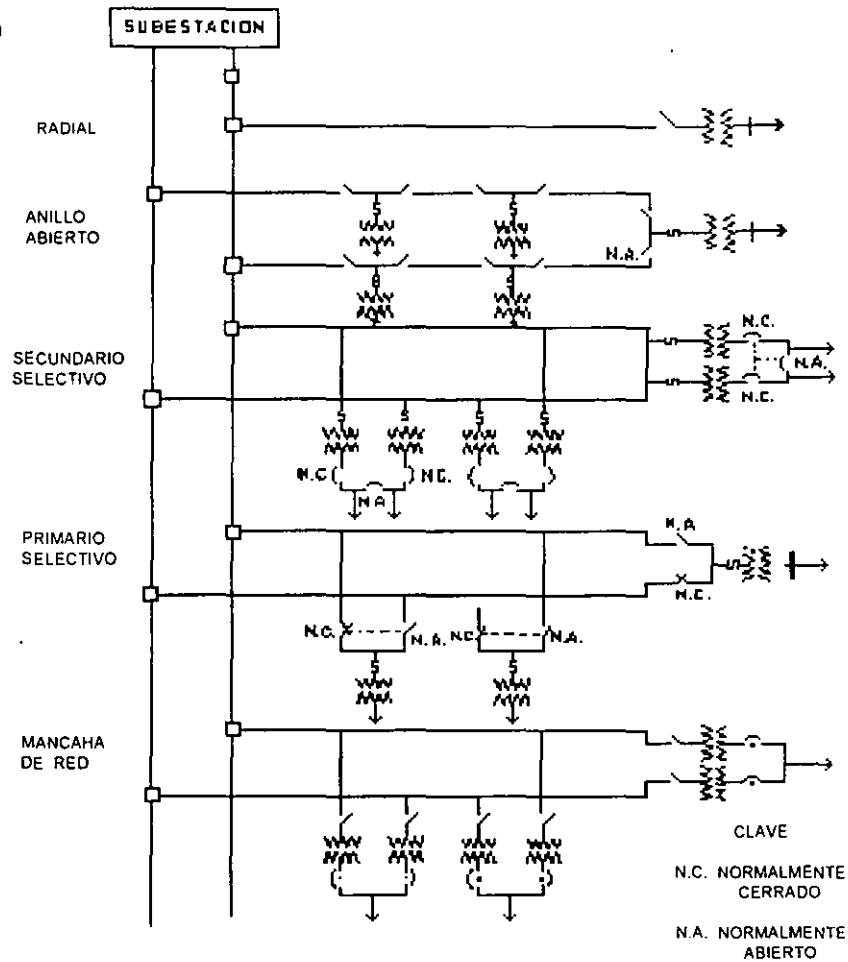 SUBESTACION
RADIAL
ANILLO
ABIERTO
N.A.
SECUNDARIO
SELECTIVO
N.C.
N.A.
N.C.
N.C
N.C.
N A
PRIMARIO
SELECTIVO
N.A
N.C.
N.C.
N.A.
N.C.
N.A.
MANCAHA
DE RED
CLAVE
N.C. NORMALMENTE
CERRADO
N.A. NORMALMENTE
ABIERTO